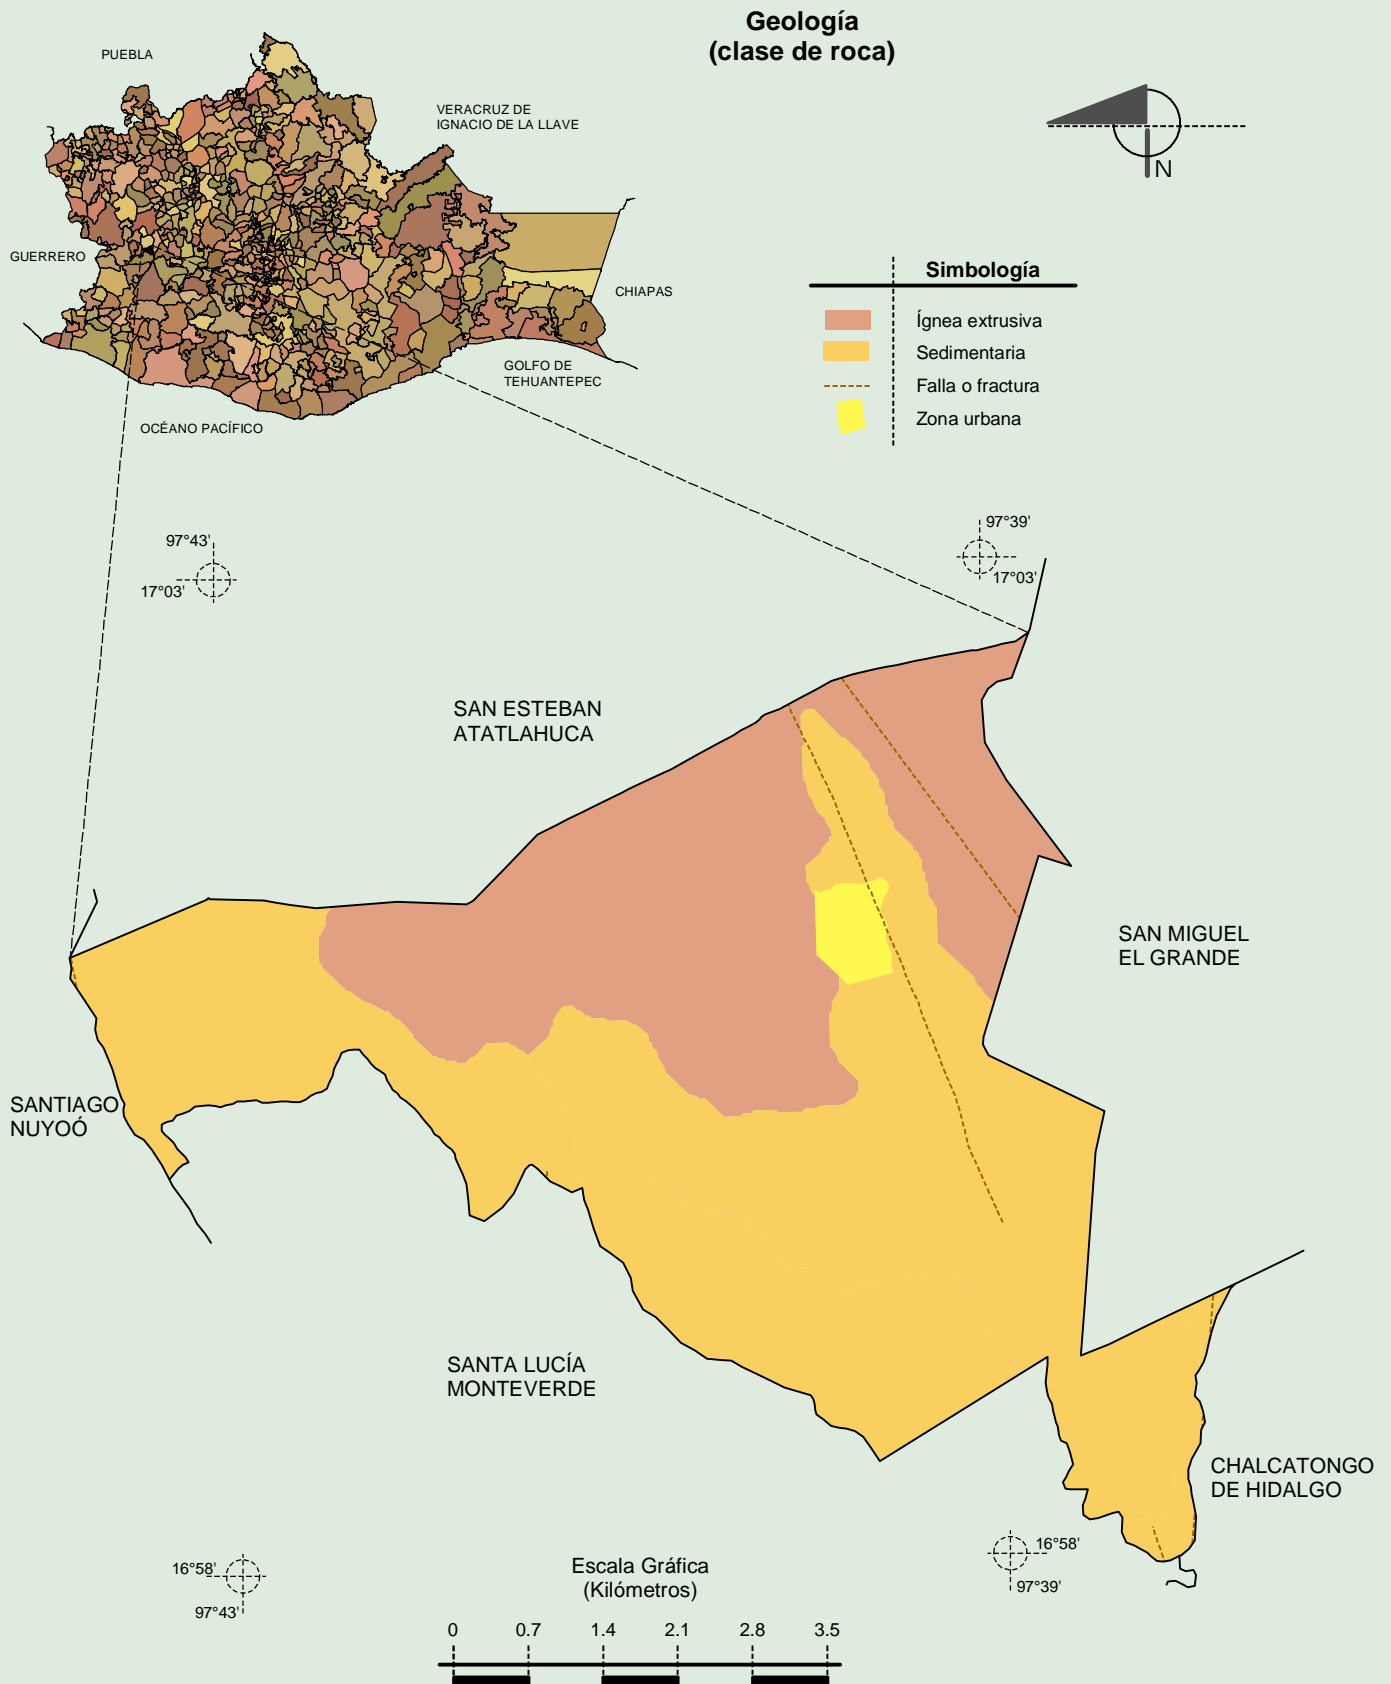 Geología
(clase de roca)
PUEBLA
VERACRUZ DE
IGNACIO DE LA LLAVE
N
GUERRERO
CHIAPAS
GOLFO DE
TEHUANTEPEC
OCÉANO PACÍFICO
Simbología
Ígnea extrusiva
Sedimentaria
Falla o fractura
Zona urbana
97°43'
17°03'
97°39'
17°03'
SAN ESTEBAN
ATATLAHUCA
SAN MIGUEL
EL GRANDE
SANTIAGO
NUYOÓ
SANTA LUCÍA
MONTEVERDE
CHALCATONGO
DE HIDALGO
16°58'
97°43'
16°58'
97°39'
Escala Gráfica
(Kilómetros)
0 0.7 1.4 2.1 2.8 3.5